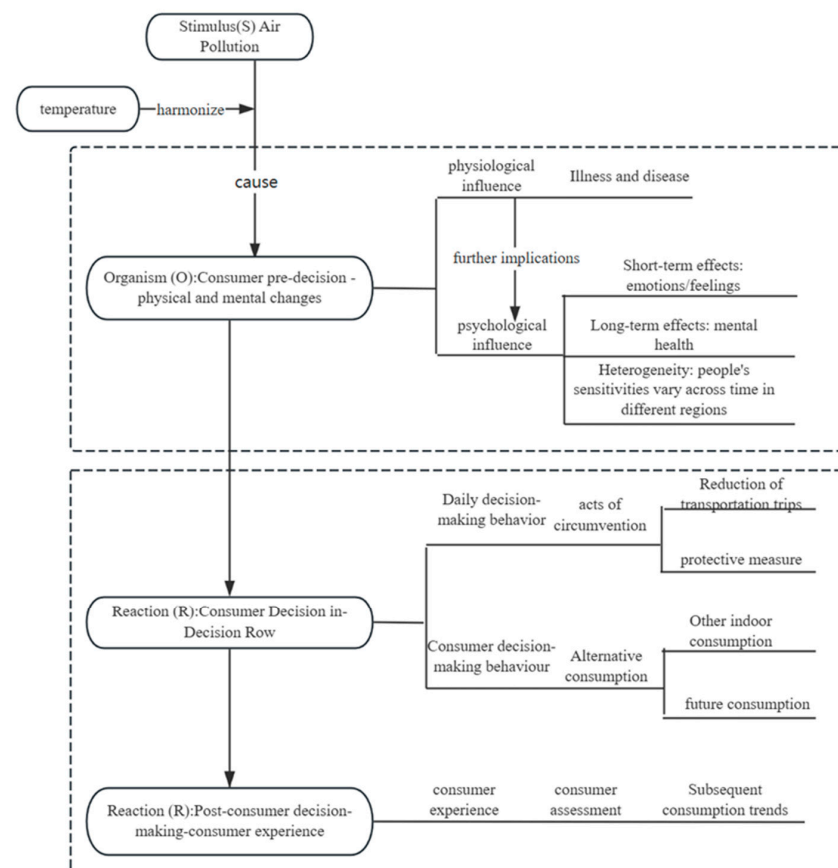 Stimulus(S) Air
Pollution
temperature
harmonize
cause
physiological
influence
Illness and disease
further implications
Organism (O):Consumer pre-decision -
physical and mental changes
Short-term effects:
emotions/feelings
psychological
influence
Long-term effects: mental
health
Heterogeneity: people's
sensitivities vary across time in
different regions
Daily decision-
making behavior
acts of
circumvention
Reduction of
transportation trips
protective measure
Reaction (R):Consumer Decision in-
Decision Row
Consumer decision-
making behaviour
Alternative
consumption
Other indoor
consumption
future consumption
Reaction (R):Post-consumer decision-
making-consumer experience
consumer
experience
consumer
assessment
Subsequent
consumption trends